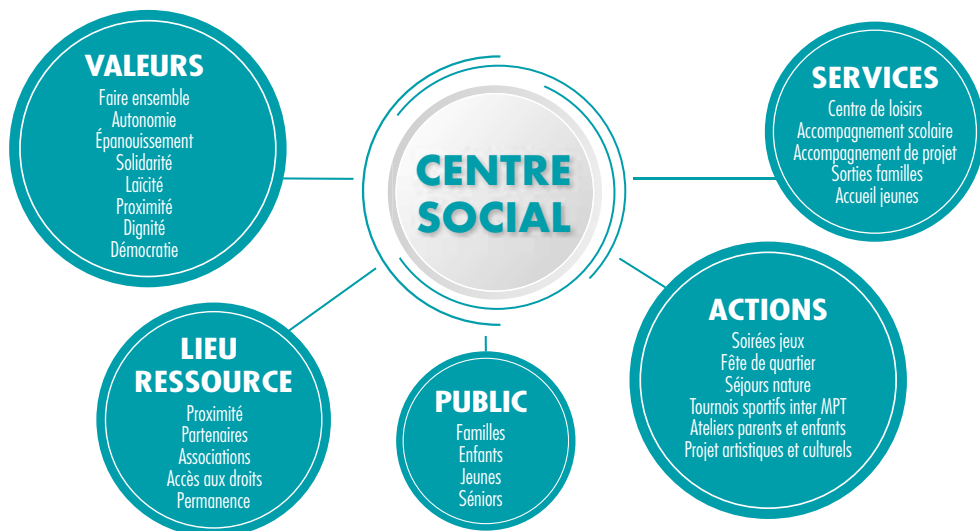 VALEURS
Faire ensemble
Autonomie
Épanouissement
Solidarité
Laïcité
Proximité
Dignité
Démocratie
CENTRE
SOCIAL
SERVICES
Centre de loisirs
Accompagnement scolaire
Accompagnement de projet
Sorties familles
Accueil jeunes
LIEU
RESSOURCE
Proximité
Partenaires
Associations
Accès aux droits
Permanence
PUBLIC
Familles
Enfants
Jeunes
Séniors
ACTIONS
Soirées jeux
Fête de quartier
Séjours nature
Tournois sportifs inter MPT
Ateliers parents et enfants
Projet artistiques et culturels